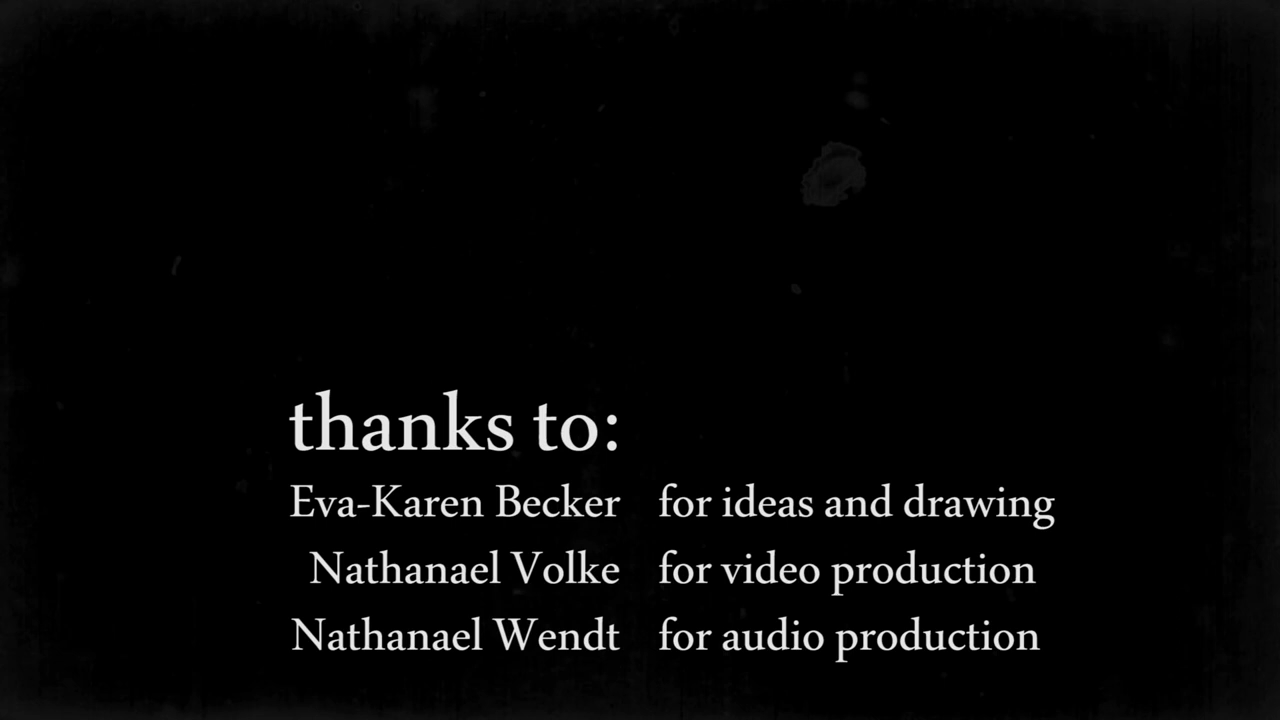 thanks to:
Eva-Karen Becker for ideas and drawing
Nathanael Volke for video production
Nathanael Wendt for audio production